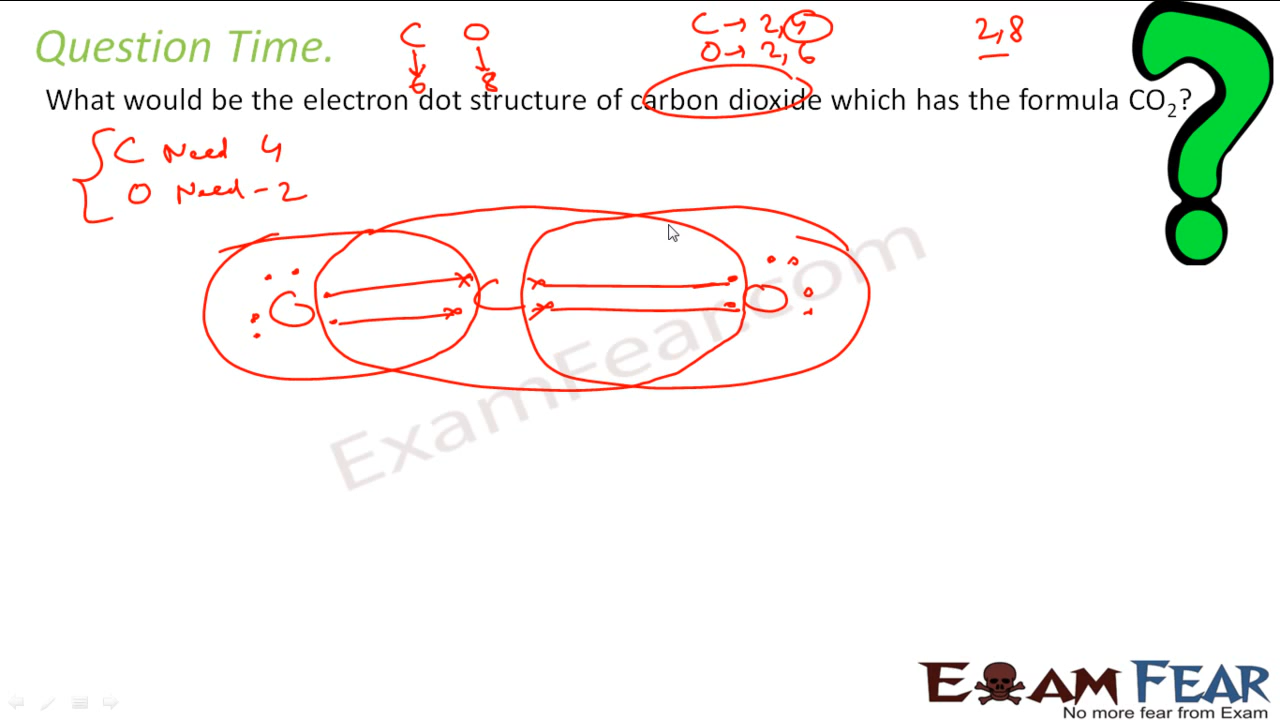 Question Time.
C O
6 8
C → 2, 4
O → 2, 6
2, 8
What would be the electron dot structure of carbon dioxide which has the formula CO₂?
C Need 4
O Need - 2
O C O
ExamFear.com
EXAM FEAR
No more fear from Exam